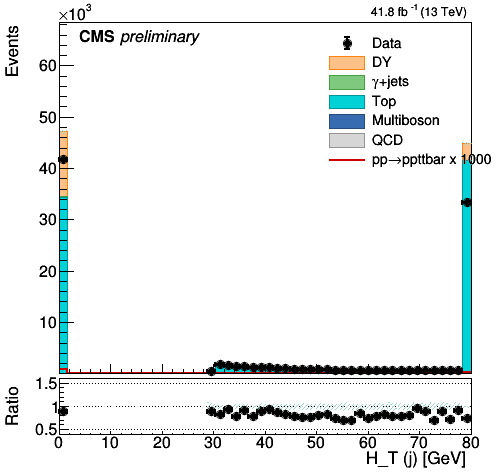 ×10³
41.8 fb⁻¹ (13 TeV)
CMS preliminary
Events
60
50
40
30
20
10
Data
DY
γ+jets
Top
Multiboson
QCD
pp→ppttbar x 1000
Ratio
1.5
1
0.5
0 10 20 30 40 50 60 70 80
H_T (j) [GeV]